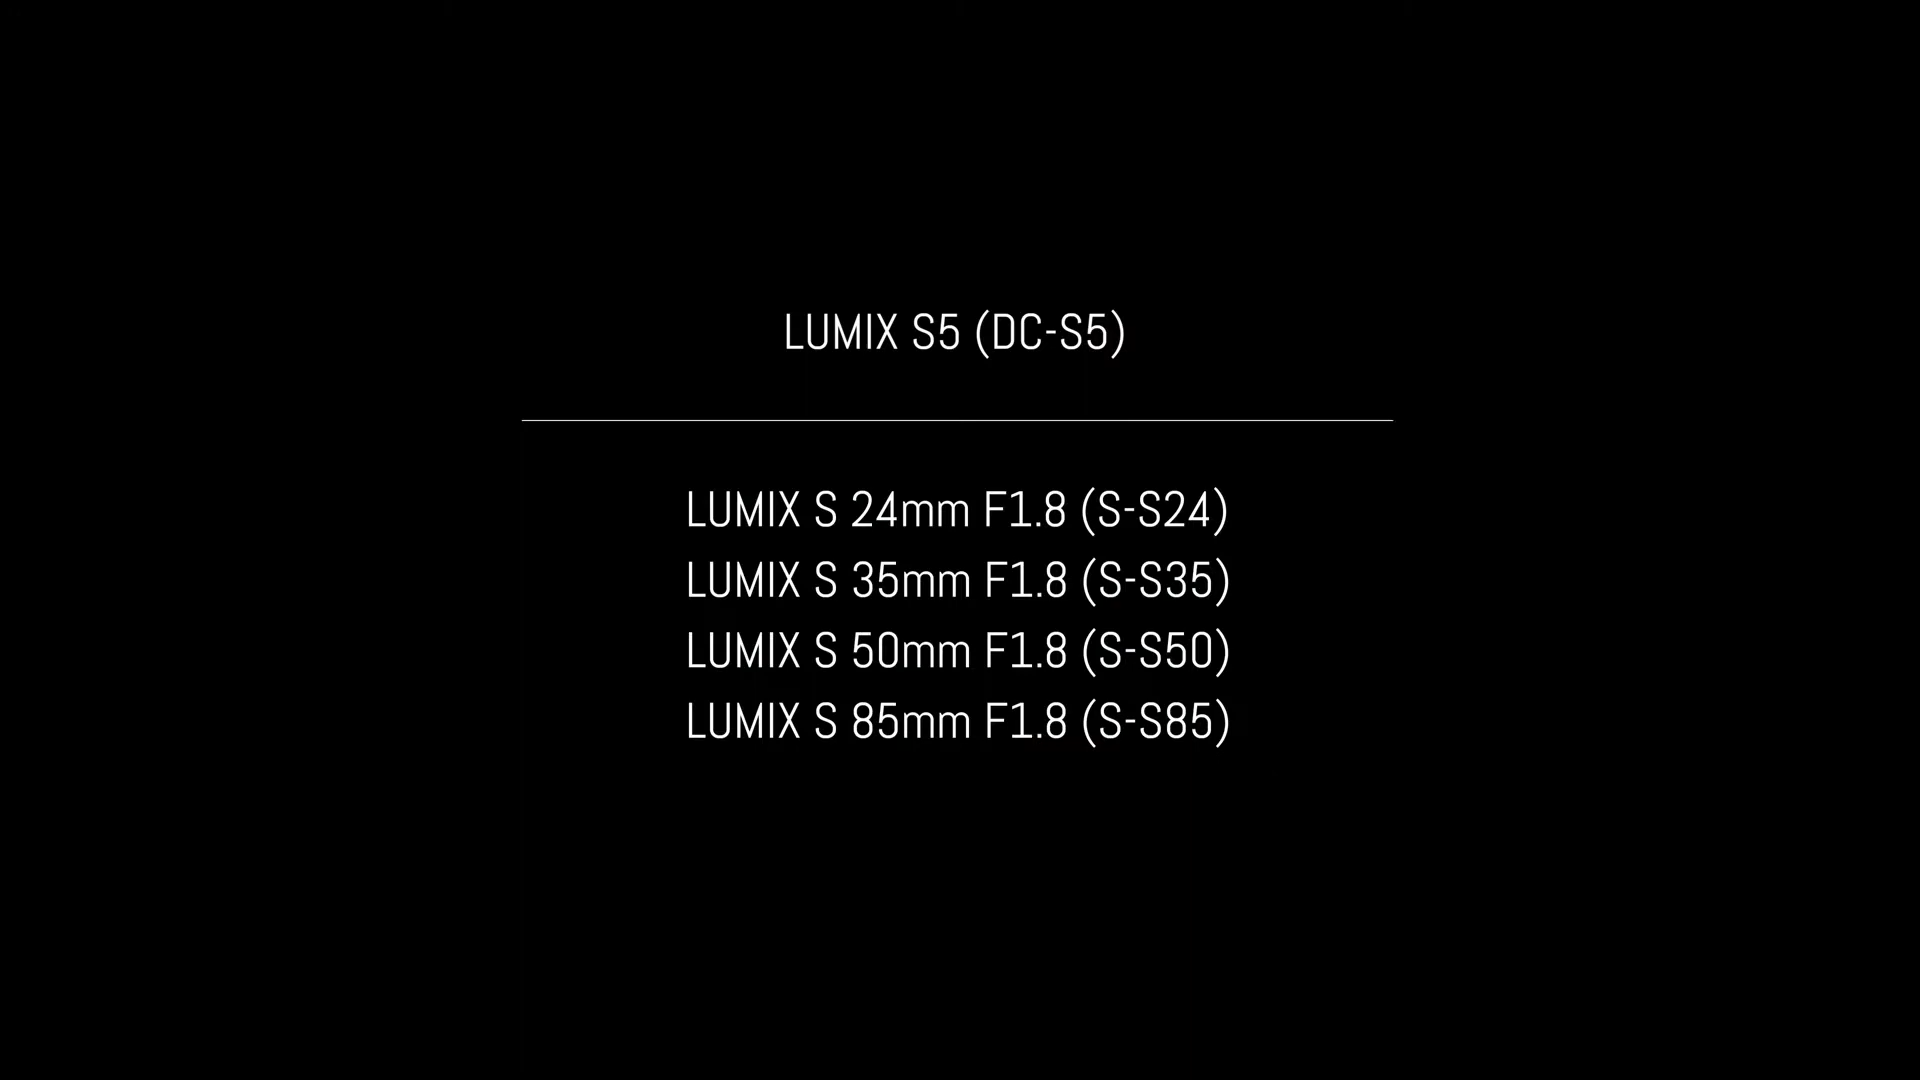 LUMIX S5 (DC-S5)
LUMIX S 24mm F1.8 (S-S24)
LUMIX S 35mm F1.8 (S-S35)
LUMIX S 50mm F1.8 (S-S50)
LUMIX S 85mm F1.8 (S-S85)